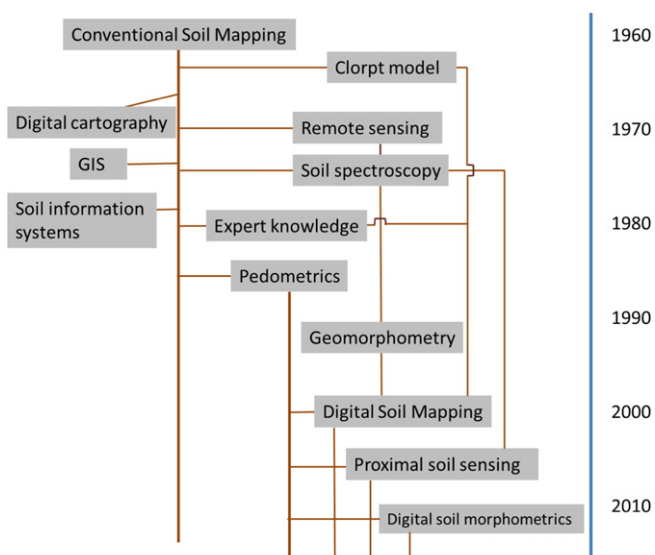 Conventional Soil Mapping
1960
Clorpt model
Digital cartography
Remote sensing
1970
GIS
Soil spectroscopy
Soil information
systems
Expert knowledge
1980
Pedometrics
1990
Geomorphometry
Digital Soil Mapping
2000
Proximal soil sensing
2010
Digital soil morphometrics